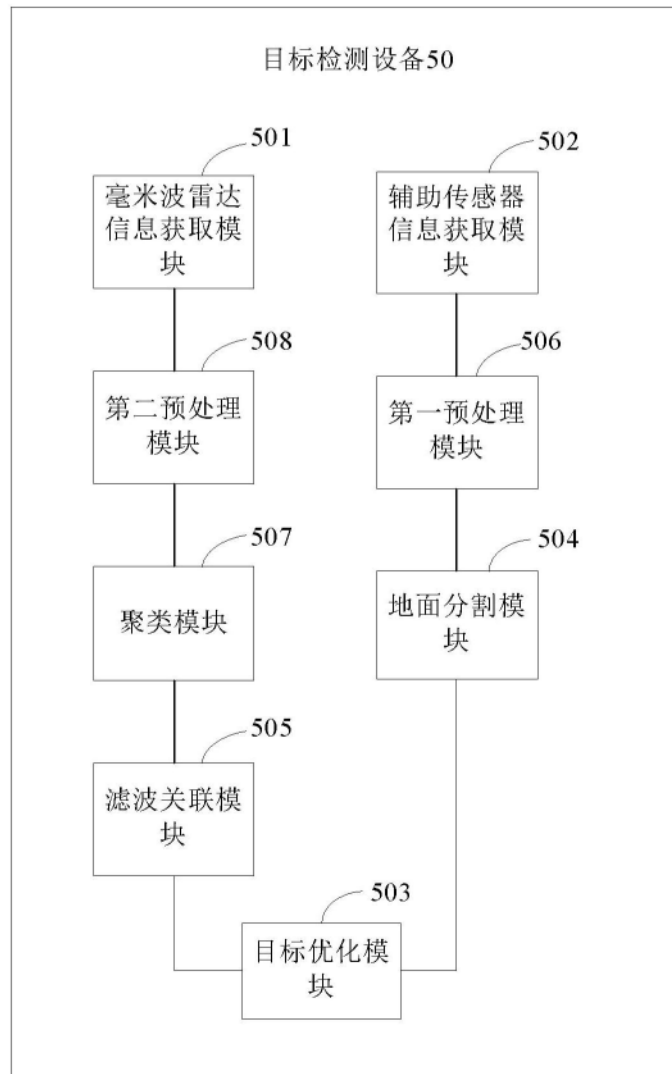 目标检测设备50
501
毫米波雷达
信息获取模
块
502
辅助传感器
信息获取模
块
508
第二预处理
模块
506
第一预处理
模块
507
聚类模块
504
地面分割模
块
505
滤波关联模
块
503
目标优化模
块